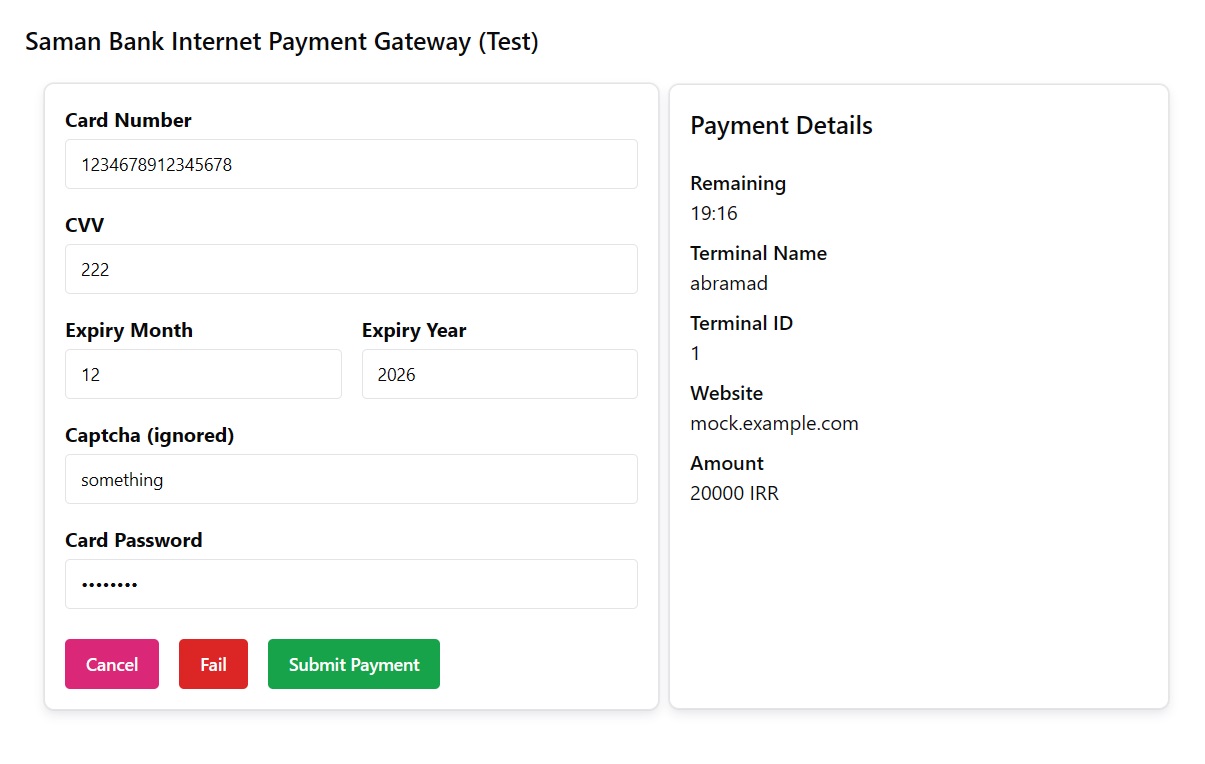 Saman Bank Internet Payment Gateway (Test)
Card Number
1234678912345678
CVV
222
Expiry Month
Expiry Year
12
2026
Captcha (ignored)
something
Card Password
••••••••
Cancel
Fail
Submit Payment
Payment Details
Remaining
19:16
Terminal Name
abramad
Terminal ID
1
Website
mock.example.com
Amount
20000 IRR